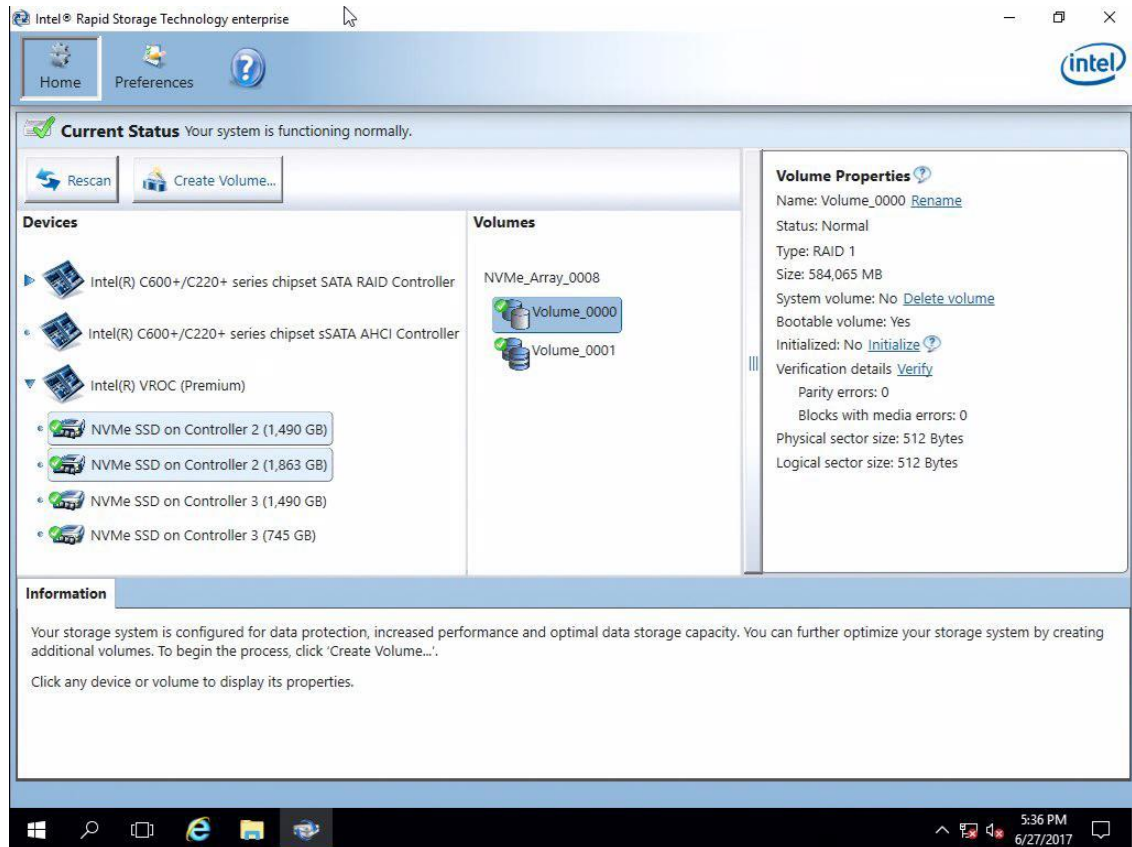 Intel® Rapid Storage Technology enterprise
Home
Preferences
intel
Current Status Your system is functioning normally.
Rescan
Create Volume...
Devices
Intel(R) C600+/C220+ series chipset SATA RAID Controller
Intel(R) C600+/C220+ series chipset sSATA AHCI Controller
Intel(R) VROC (Premium)
NVMe SSD on Controller 2 (1,490 GB)
NVMe SSD on Controller 2 (1,863 GB)
NVMe SSD on Controller 3 (1,490 GB)
NVMe SSD on Controller 3 (745 GB)
Volumes
NVMe_Array_0008
Volume_0000
Volume_0001
Volume Properties
Name: Volume_0000 Rename
Status: Normal
Type: RAID 1
Size: 584,065 MB
System volume: No Delete volume
Bootable volume: Yes
Initialized: No Initialize
Verification details Verify
Parity errors: 0
Blocks with media errors: 0
Physical sector size: 512 Bytes
Logical sector size: 512 Bytes
Information
Your storage system is configured for data protection, increased performance and optimal data storage capacity. You can further optimize your storage system by creating
additional volumes. To begin the process, click 'Create Volume...'.
Click any device or volume to display its properties.
5:36 PM
6/27/2017